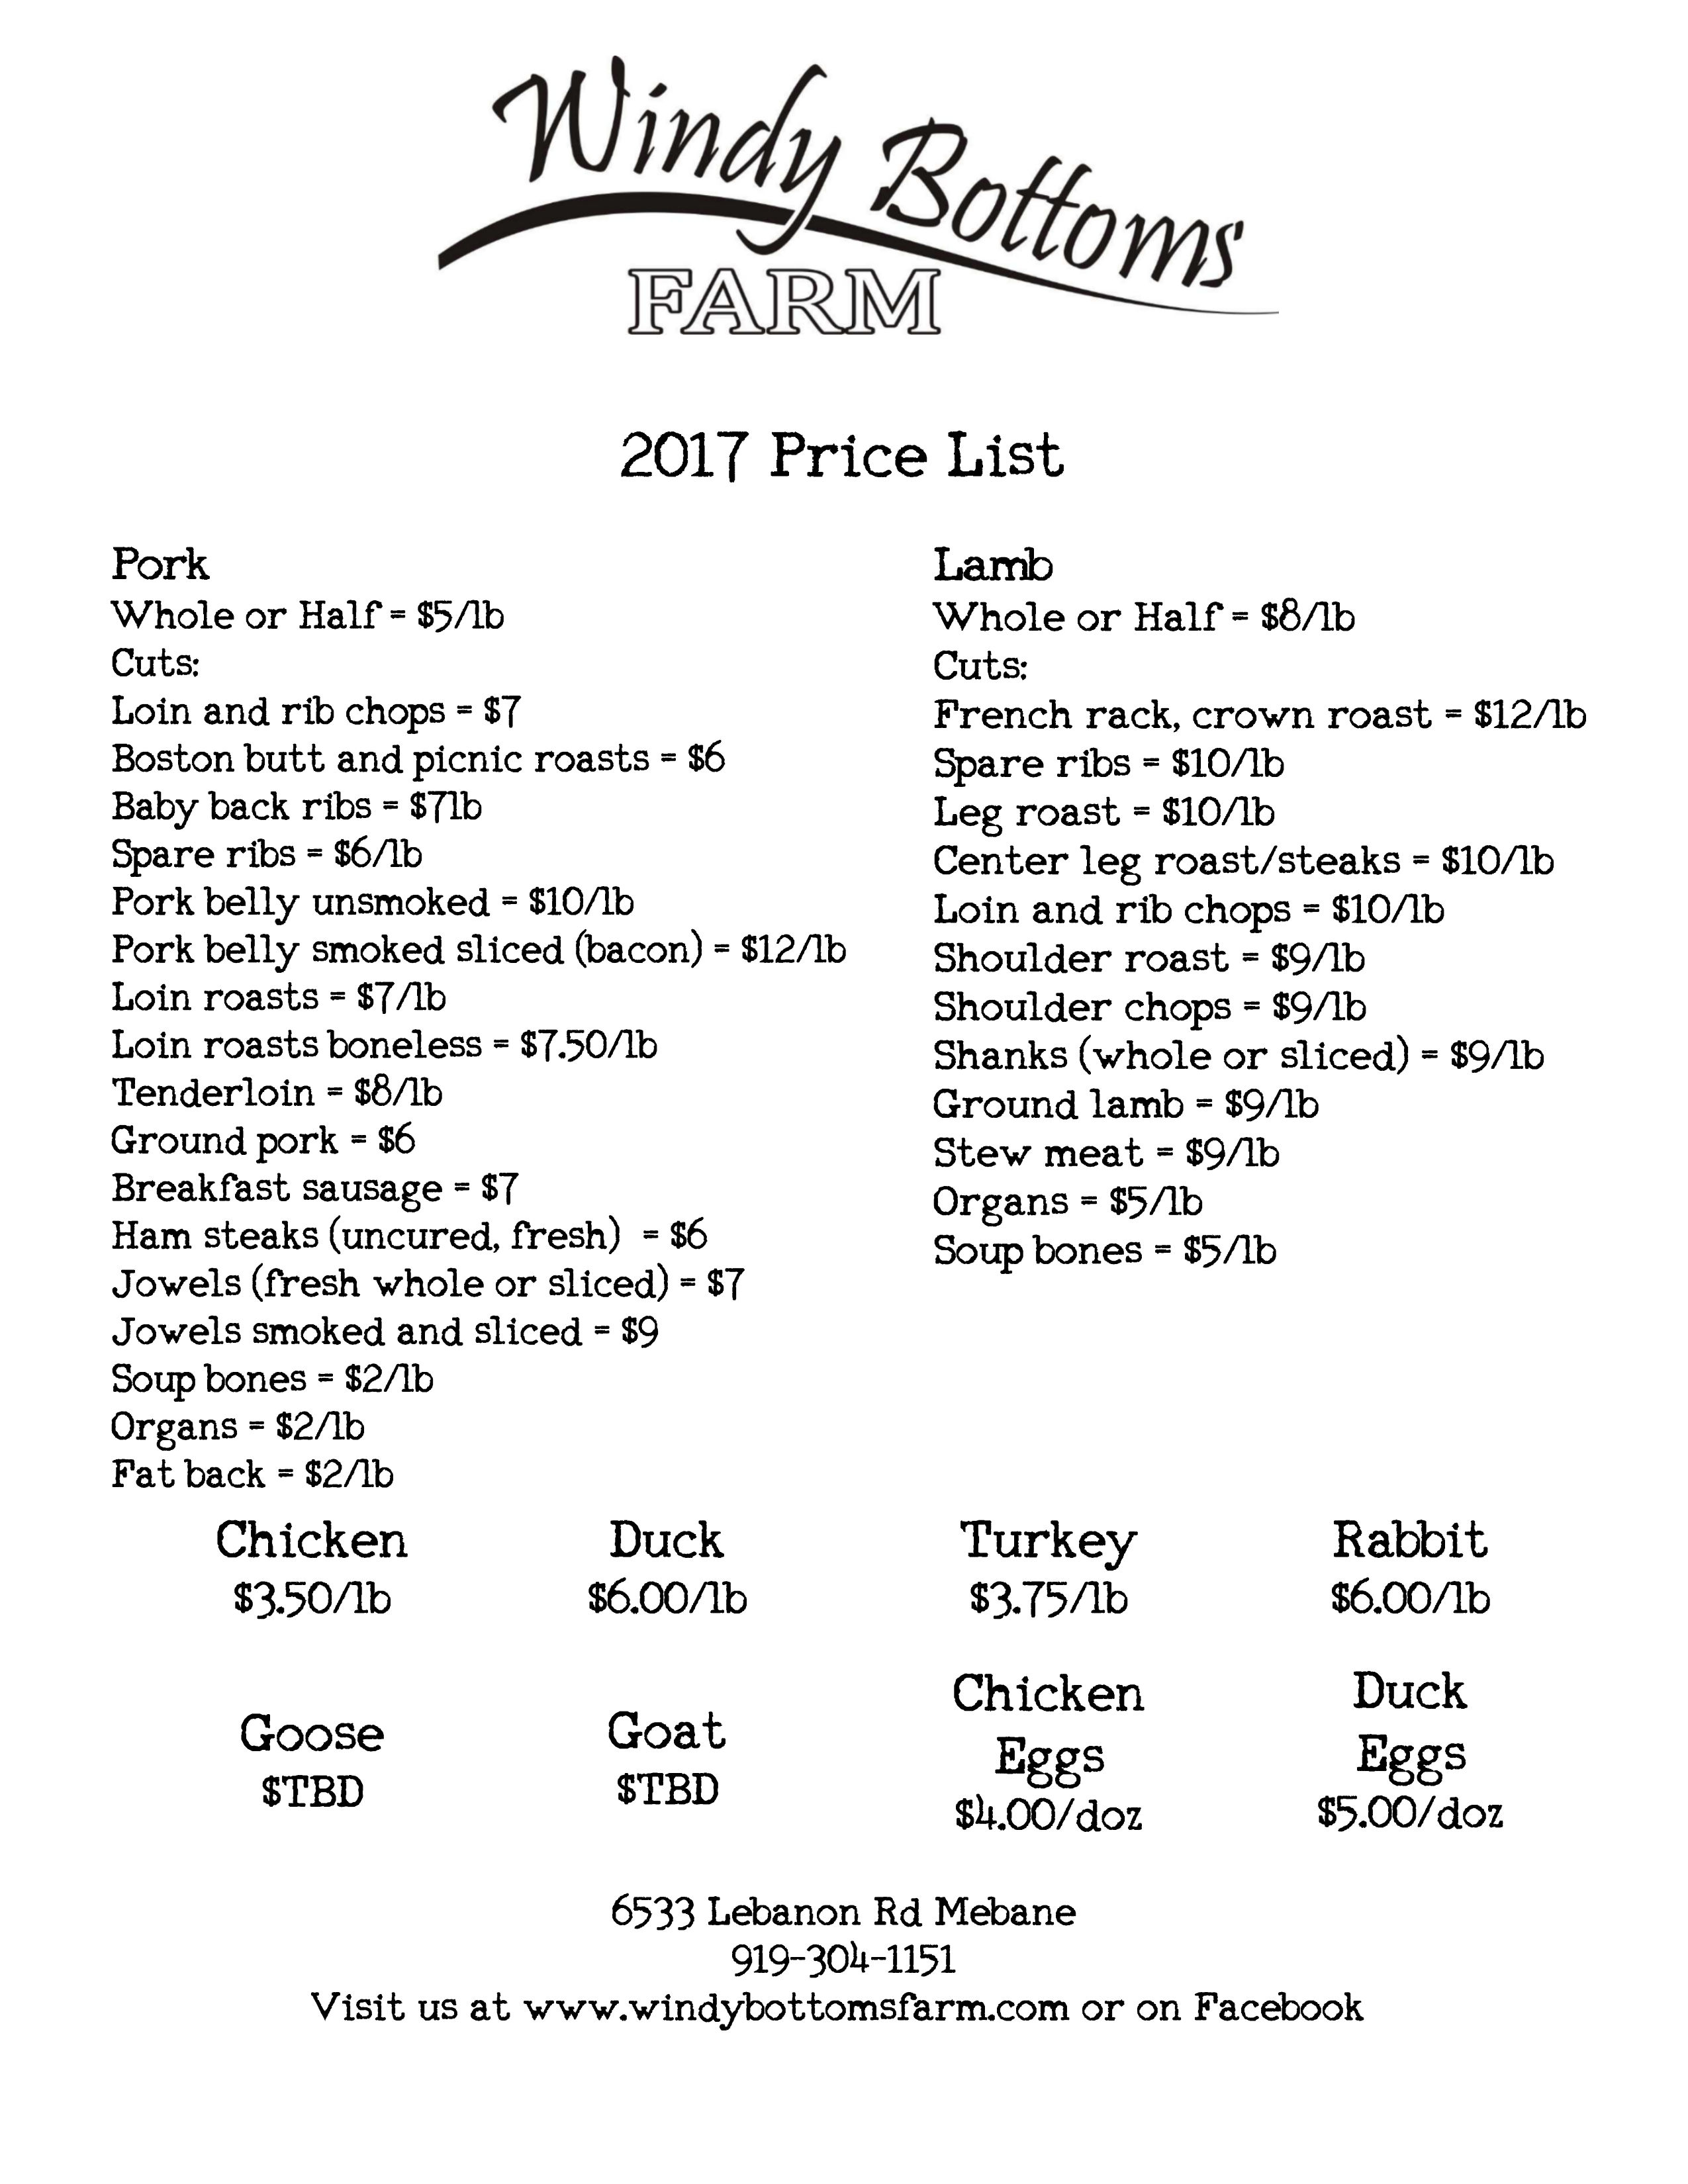 Windy Bottoms
FARM
2017 Price List
Pork
Whole or Half = $5/lb
Cuts:
Loin and rib chops = $7
Boston butt and picnic roasts = $6
Baby back ribs = $7lb
Spare ribs = $6/lb
Pork belly unsmoked = $10/lb
Pork belly smoked sliced (bacon) = $12/lb
Loin roasts = $7/lb
Loin roasts boneless = $7.50/lb
Tenderloin = $8/lb
Ground pork = $6
Breakfast sausage = $7
Ham steaks (uncured, fresh)  = $6
Jowels (fresh whole or sliced) = $7
Jowels smoked and sliced = $9
Soup bones = $2/lb
Organs = $2/lb
Fat back = $2/lb
Lamb
Whole or Half = $8/lb
Cuts:
French rack, crown roast = $12/lb
Spare ribs = $10/lb
Leg roast = $10/lb
Center leg roast/steaks = $10/lb
Loin and rib chops = $10/lb
Shoulder roast = $9/lb
Shoulder chops = $9/lb
Shanks (whole or sliced) = $9/lb
Ground lamb = $9/lb
Stew meat = $9/lb
Organs = $5/lb
Soup bones = $5/lb
Chicken
$3.50/lb
Duck
$6.00/lb
Turkey
$3.75/lb
Rabbit
$6.00/lb
Goose
$TBD
Goat
$TBD
Chicken
Eggs
$4.00/doz
Duck
Eggs
$5.00/doz
6533 Lebanon Rd Mebane
919-304-1151
Visit us at www.windybottomsfarm.com or on Facebook